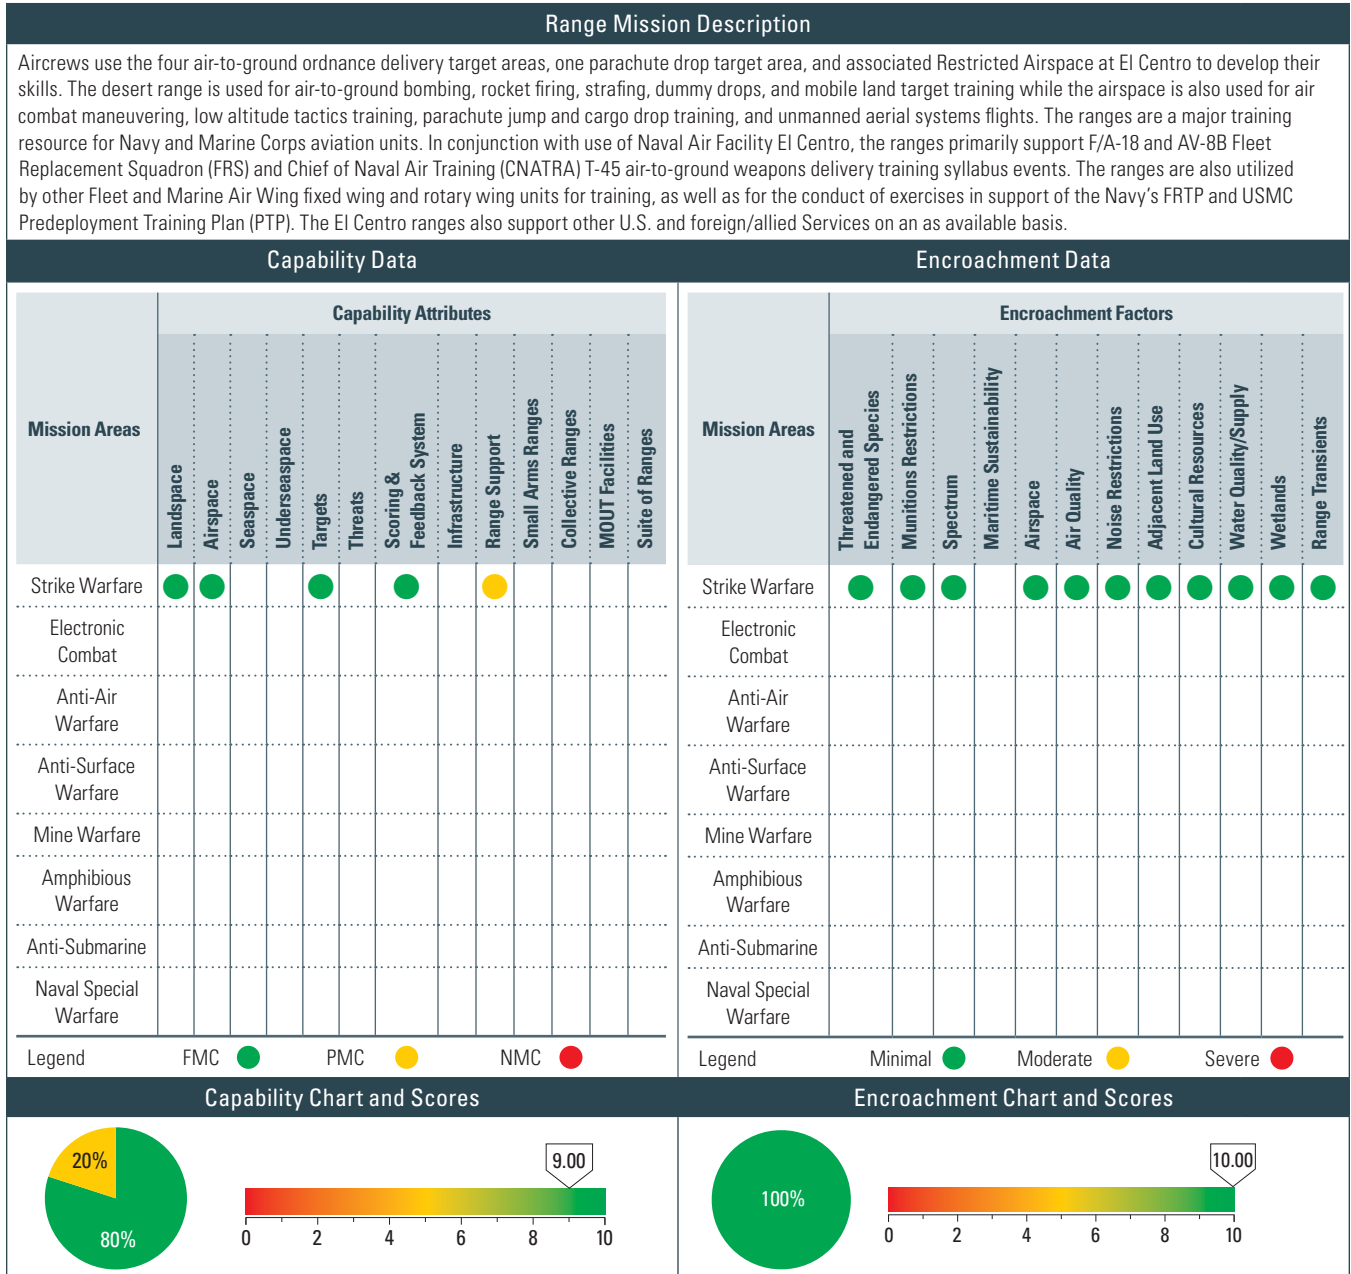 Range Mission Description
Aircrews use the four air-to-ground ordnance delivery target areas, one parachute drop target area, and associated Restricted Airspace at El Centro to develop their
skills. The desert range is used for air-to-ground bombing, rocket firing, strafing, dummy drops, and mobile land target training while the airspace is also used for air
combat maneuvering, low altitude tactics training, parachute jump and cargo drop training, and unmanned aerial systems flights. The ranges are a major training
resource for Navy and Marine Corps aviation units. In conjunction with use of Naval Air Facility El Centro, the ranges primarily support F/A-18 and AV-8B Fleet
Replacement Squadron (FRS) and Chief of Naval Air Training (CNATRA) T-45 air-to-ground weapons delivery training syllabus events. The ranges are also utilized
by other Fleet and Marine Air Wing fixed wing and rotary wing units for training, as well as for the conduct of exercises in support of the Navy's FRTP and USMC
Predeployment Training Plan (PTP). The El Centro ranges also support other U.S. and foreign/allied Services on an as available basis.
Capability Data
Mission Areas
Capability Attributes
Landspace
Airspace
Seaspace
Underseaspace
Targets
Threats
Scoring &
Feedback System
Infrastructure
Range Support
Small Arms Ranges
Collective Ranges
MOUT Facilities
Suite of Ranges
Strike Warfare
Electronic
Combat
Anti-Air
Warfare
Anti-Surface
Warfare
Mine Warfare
Amphibious
Warfare
Anti-Submarine
Naval Special
Warfare
Legend FMC PMC NMC
Encroachment Data
Mission Areas
Encroachment Factors
Threatened and
Endangered Species
Munitions Restrictions
Spectrum
Maritime Sustainability
Airspace
Air Quality
Noise Restrictions
Adjacent Land Use
Cultural Resources
Water Quality/Supply
Wetlands
Range Transients
Strike Warfare
Electronic
Combat
Anti-Air
Warfare
Anti-Surface
Warfare
Mine Warfare
Amphibious
Warfare
Anti-Submarine
Naval Special
Warfare
Legend Minimal Moderate Severe
Capability Chart and Scores
20%
80%
9.00
0 2 4 6 8 10
Encroachment Chart and Scores
100%
10.00
0 2 4 6 8 10